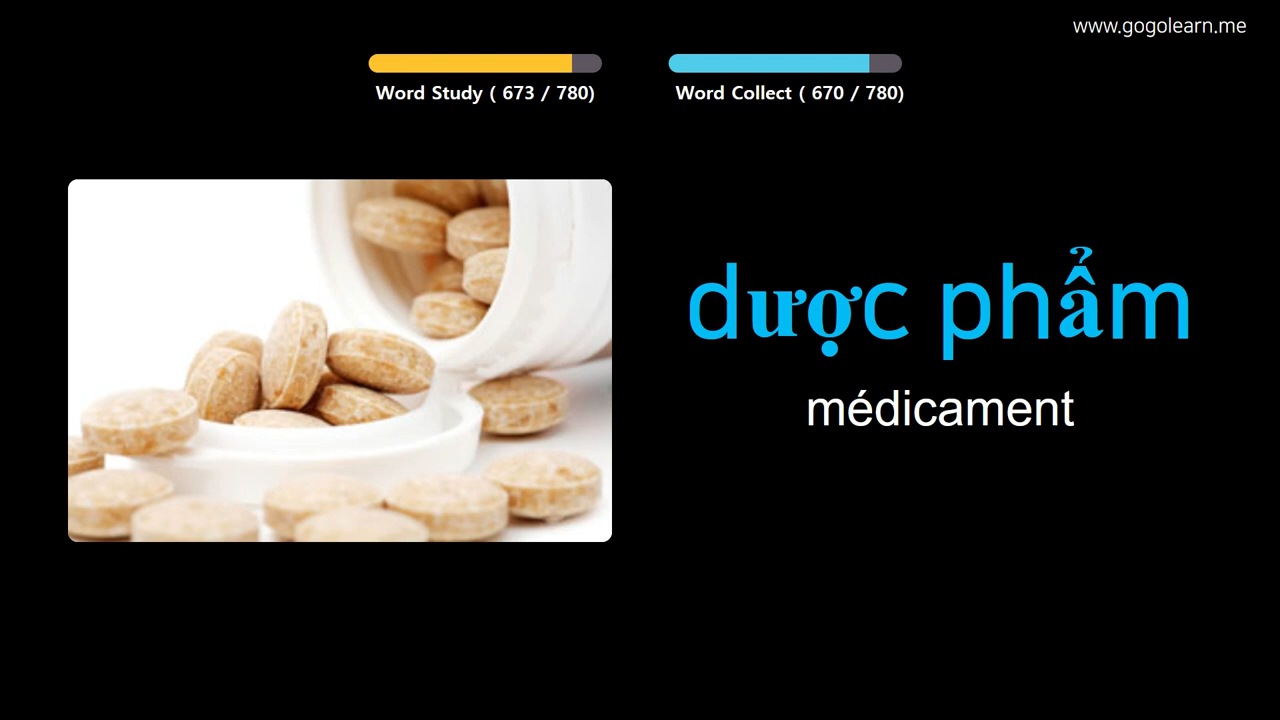 www.gogolearn.me
Word Study ( 673 / 780)
Word Collect ( 670 / 780)
dược phẩm
médicament